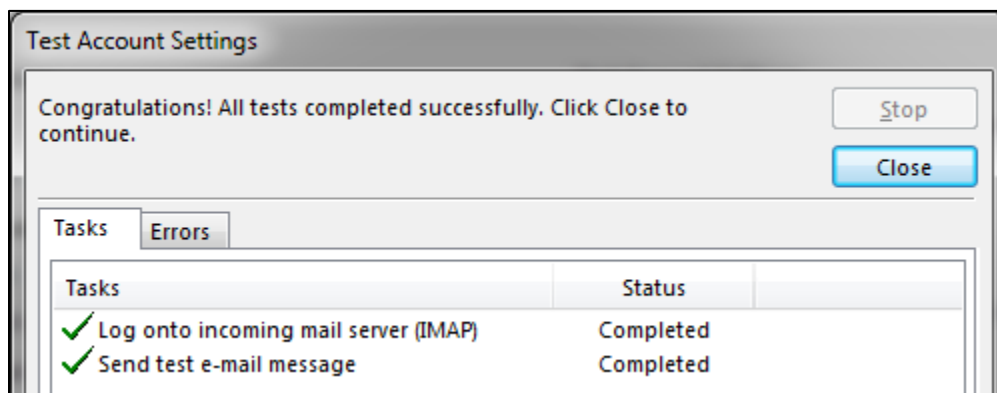 Test Account Settings
Congratulations! All tests completed successfully. Click Close to
continue.
Stop
Close
Tasks Errors
Tasks Status
Log onto incoming mail server (IMAP) Completed
Send test e-mail message Completed